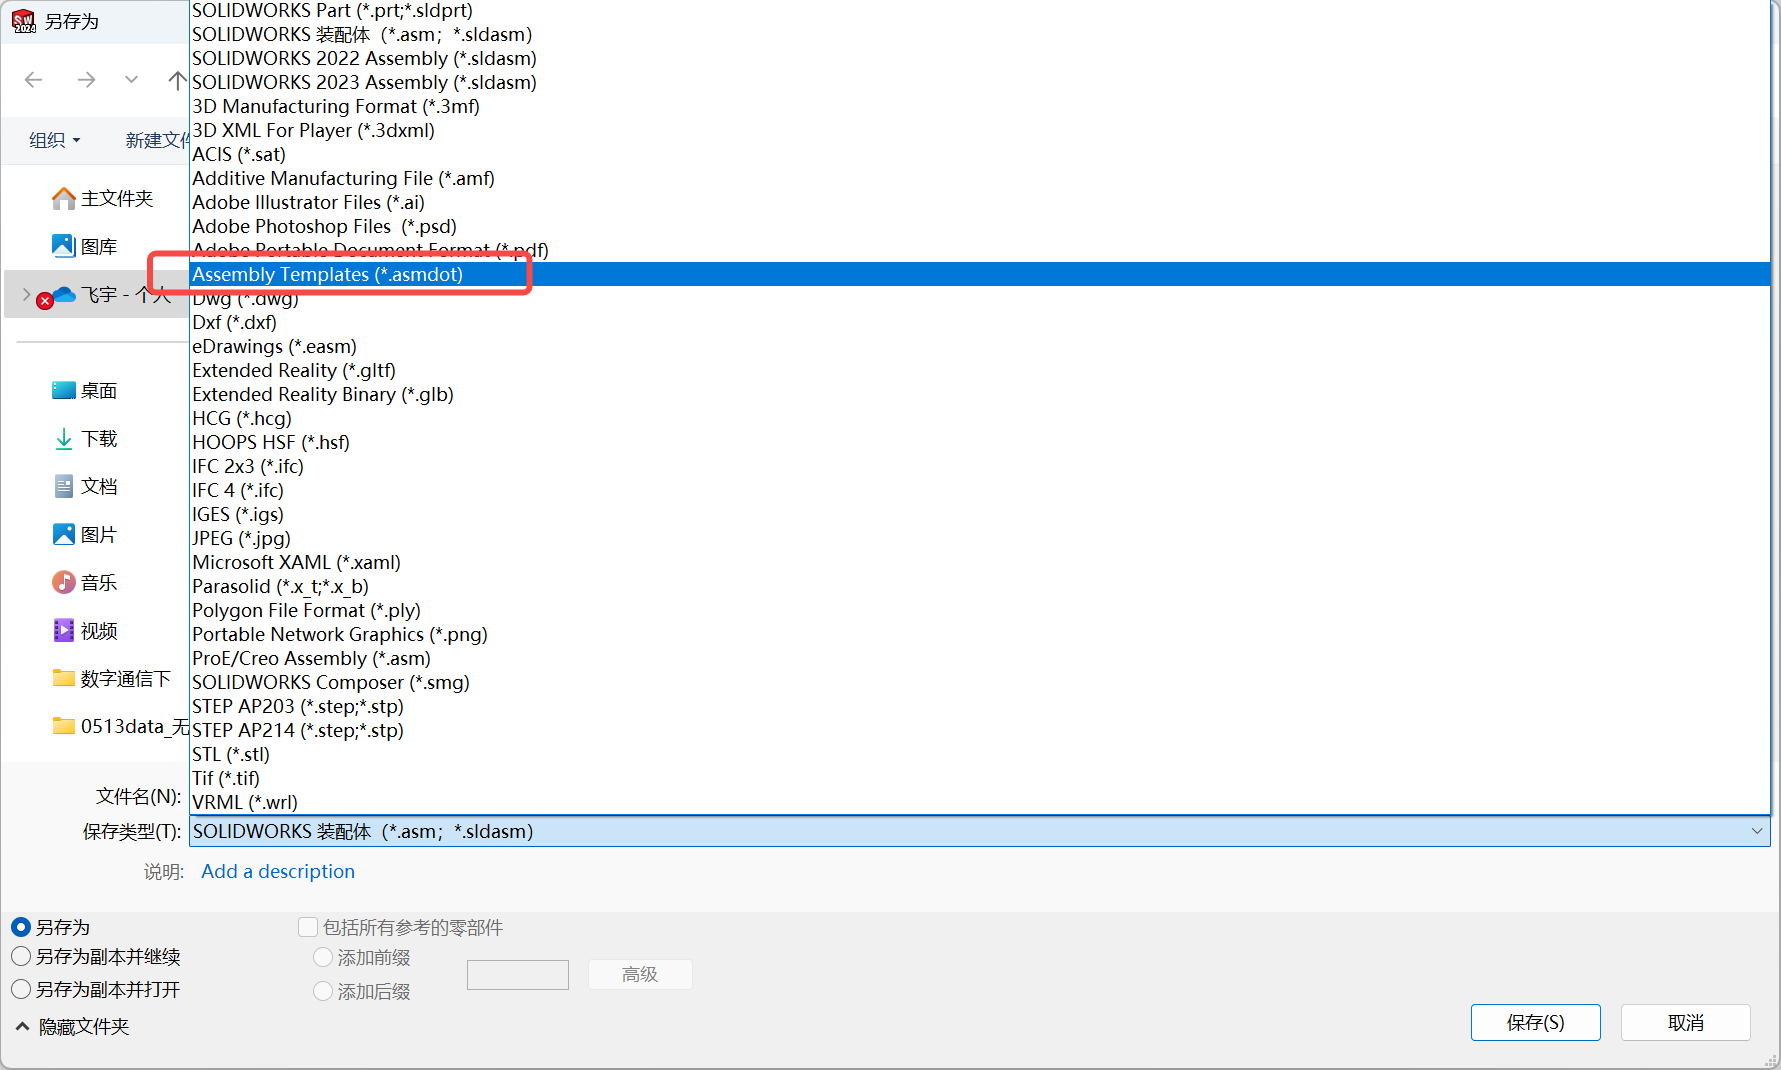 另存为
SOLIDWORKS Part (*.prt;*.sldprt)
SOLIDWORKS 装配体（*.asm；*.sldasm）
SOLIDWORKS 2022 Assembly (*.sldasm)
SOLIDWORKS 2023 Assembly (*.sldasm)
3D Manufacturing Format (*.3mf)
3D XML For Player (*.3dxml)
ACIS (*.sat)
Additive Manufacturing File (*.amf)
Adobe Illustrator Files (*.ai)
Adobe Photoshop Files  (*.psd)
Adobe Portable Document Format (*.pdf)
Assembly Templates (*.asmdot)
Dwg (*.dwg)
Dxf (*.dxf)
eDrawings (*.easm)
Extended Reality (*.gltf)
Extended Reality Binary (*.glb)
HCG (*.hcg)
HOOPS HSF (*.hsf)
IFC 2x3 (*.ifc)
IFC 4 (*.ifc)
IGES (*.igs)
JPEG (*.jpg)
Microsoft XAML (*.xaml)
Parasolid (*.x_t;*.x_b)
Polygon File Format (*.ply)
Portable Network Graphics (*.png)
ProE/Creo Assembly (*.asm)
SOLIDWORKS Composer (*.smg)
STEP AP203 (*.step;*.stp)
STEP AP214 (*.step;*.stp)
STL (*.stl)
Tif (*.tif)
VRML (*.wrl)
组织
新建文件
主文件夹
图库
飞宇 - 个人
桌面
下载
文档
图片
音乐
视频
数字通信下
0513data_无
文件名(N):
保存类型(T):
SOLIDWORKS 装配体（*.asm；*.sldasm）
说明:
Add a description
另存为
另存为副本并继续
另存为副本并打开
包括所有参考的零部件
添加前缀
添加后缀
高级
隐藏文件夹
保存(S)
取消